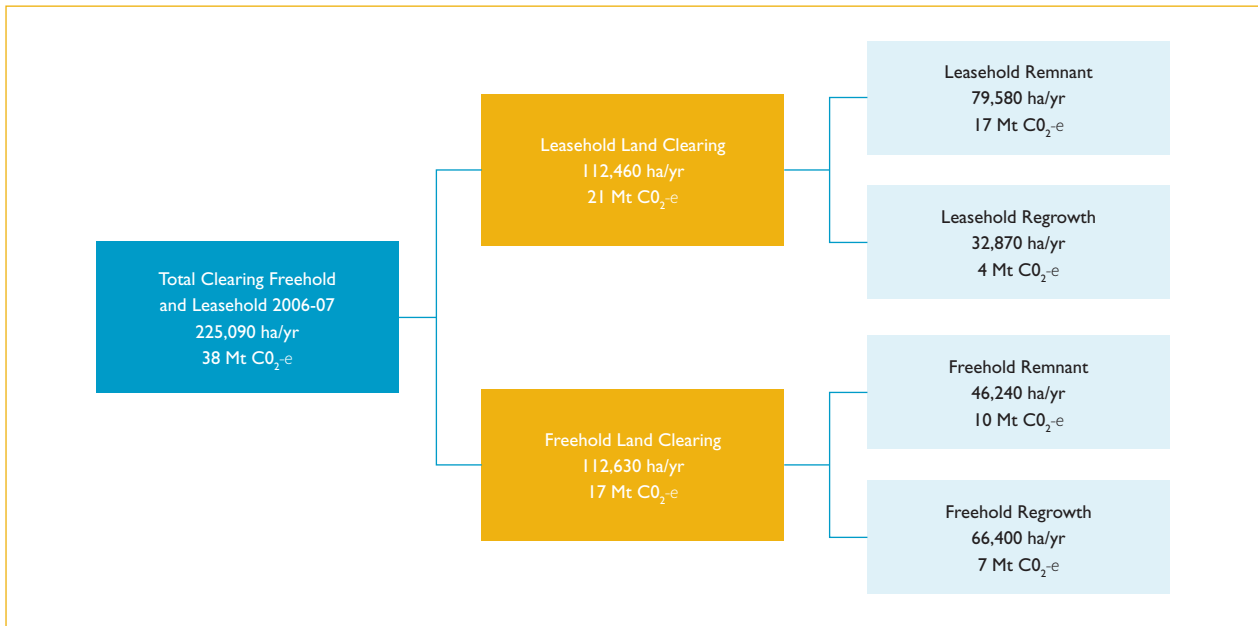 Total Clearing Freehold
and Leasehold 2006-07
225,090 ha/yr
38 Mt C0₂-e
Leasehold Land Clearing
112,460 ha/yr
21 Mt C0₂-e
Freehold Land Clearing
112,630 ha/yr
17 Mt C0₂-e
Leasehold Remnant
79,580 ha/yr
17 Mt C0₂-e
Leasehold Regrowth
32,870 ha/yr
4 Mt C0₂-e
Freehold Remnant
46,240 ha/yr
10 Mt C0₂-e
Freehold Regrowth
66,400 ha/yr
7 Mt C0₂-e